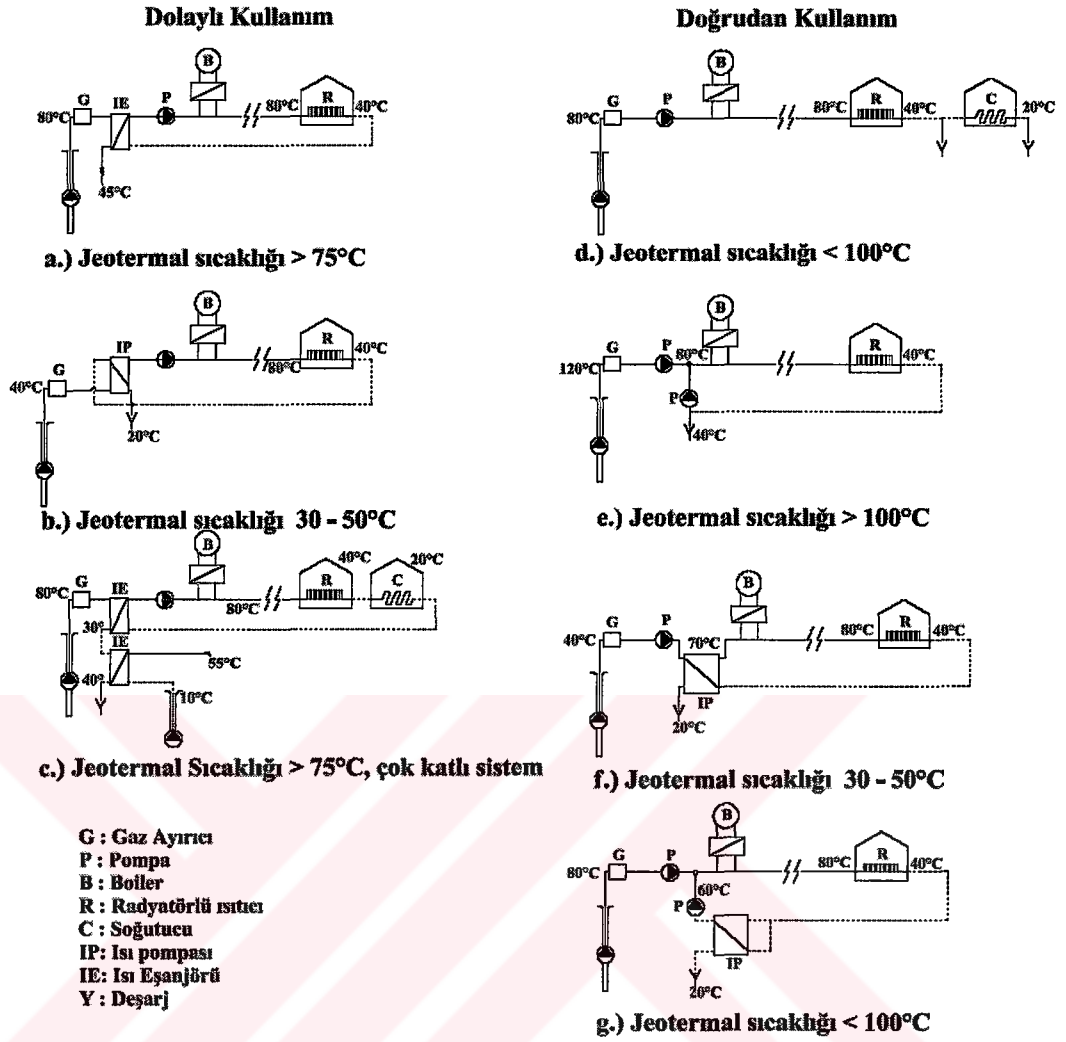 Dolaylı Kullanım
B
G
IE
P
80°C
80°C
R
40°C
45°C
a.) Jeotermal sıcaklığı > 75°C
B
IP
G
40°C
80°C
R
40°C
20°C
b.) Jeotermal sıcaklığı 30 - 50°C
B
G
IE
80°C
80°C
R
40°C
C
20°C
30°
IE
55°C
40°
10°C
c.) Jeotermal Sıcaklığı > 75°C, çok katlı sistem
G : Gaz Ayırıcı
P : Pompa
B : Boiler
R : Radyatörlü ısıtıcı
C : Soğutucu
IP: Isı pompası
IE: Isı Eşanjörü
Y : Deşarj
Doğrudan Kullanım
B
G
P
80°C
80°C
R
40°C
C
20°C
d.) Jeotermal sıcaklığı < 100°C
B
G
P
80°C
120°C
R
40°C
P
40°C
e.) Jeotermal sıcaklığı > 100°C
B
G
P
40°C
70°C
80°C
R
40°C
IP
20°C
f.) Jeotermal sıcaklığı 30 - 50°C
B
G
P
80°C
80°C
R
40°C
60°C
P
IP
20°C
g.) Jeotermal sıcaklığı < 100°C